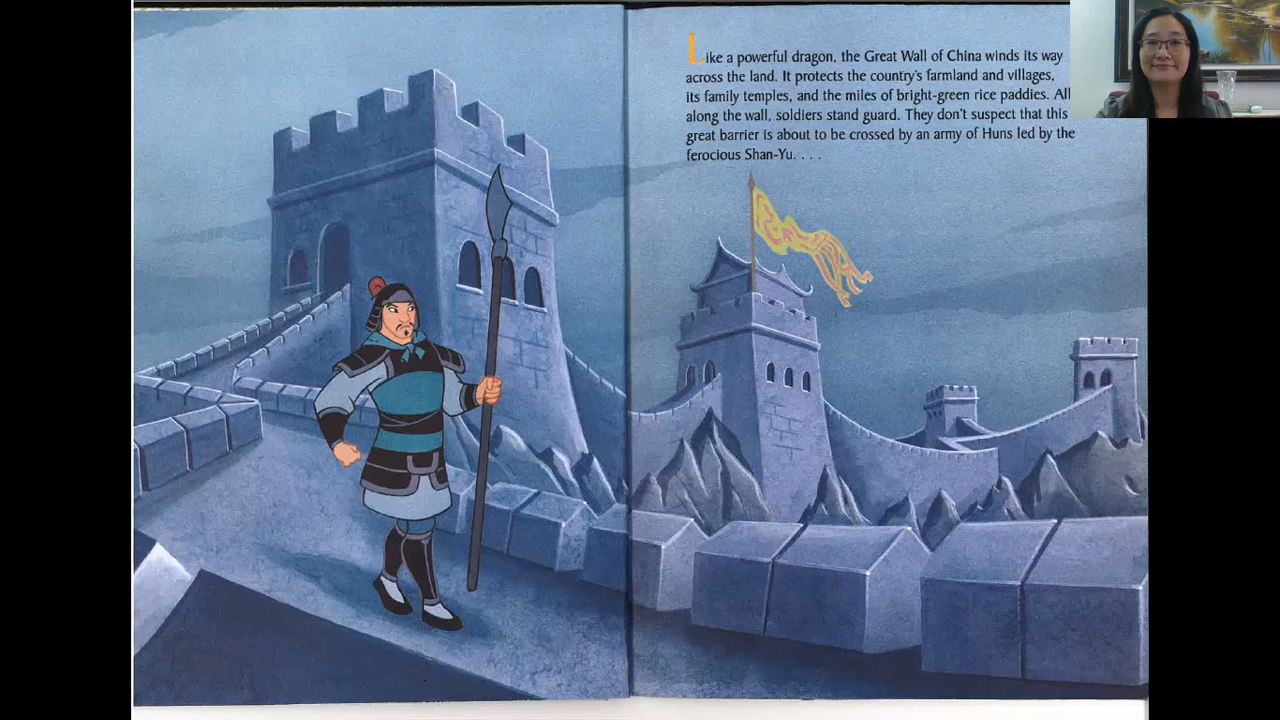 Like a powerful dragon, the Great Wall of China winds its way
across the land. It protects the country's farmland and villages,
its family temples, and the miles of bright-green rice paddies. All
along the wall, soldiers stand guard. They don't suspect that this
great barrier is about to be crossed by an army of Huns led by the
ferocious Shan-Yu. . . .